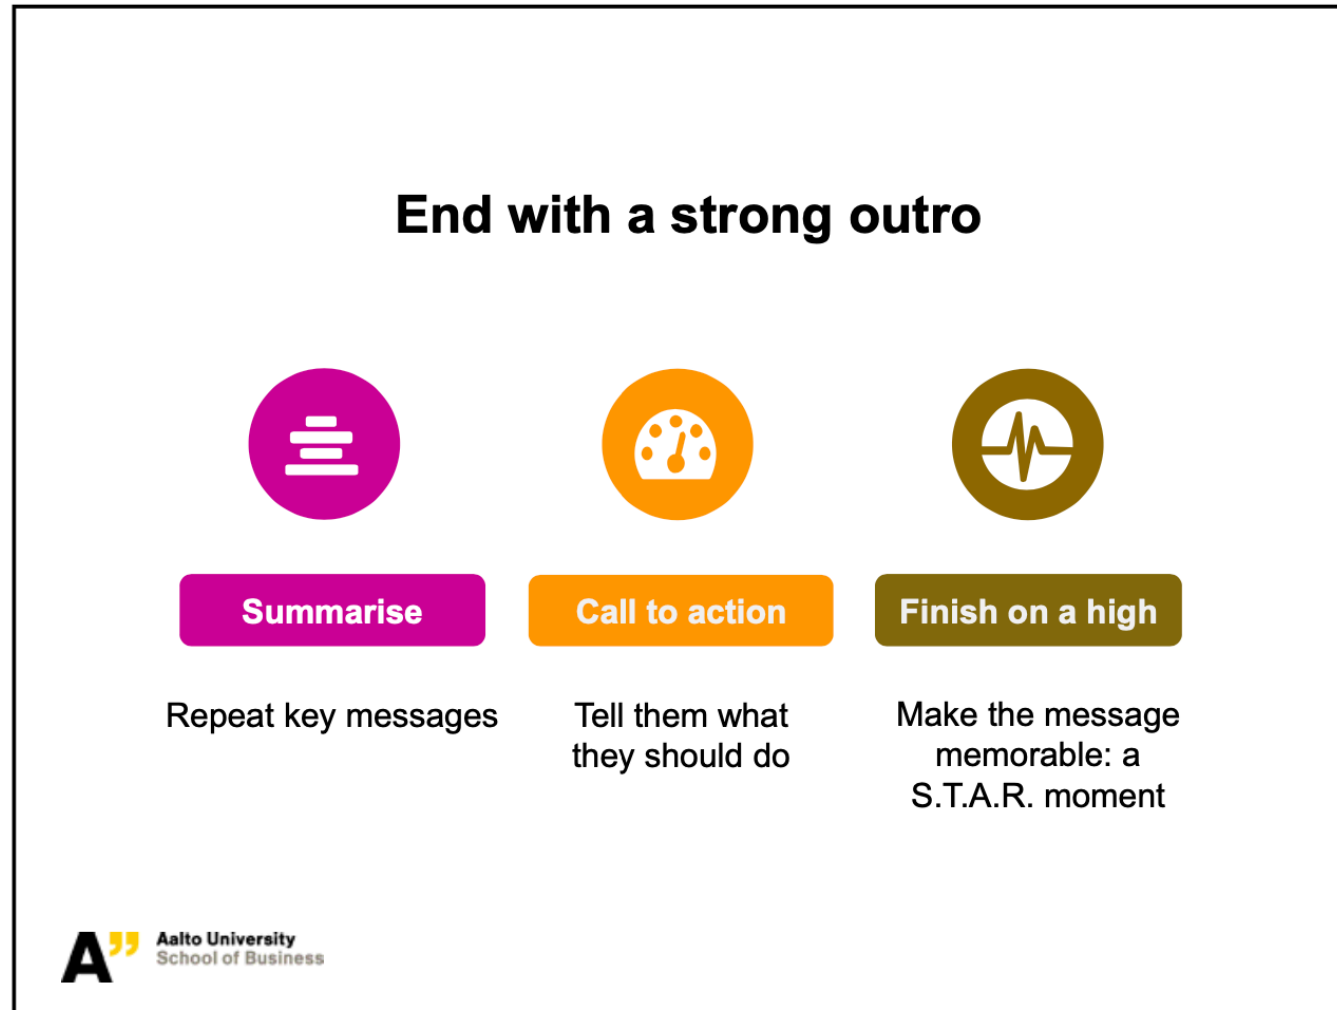 End with a strong outro
Summarise
Call to action
Finish on a high
Repeat key messages
Tell them what
they should do
Make the message
memorable: a
S.T.A.R. moment
A”
Aalto University
School of Business